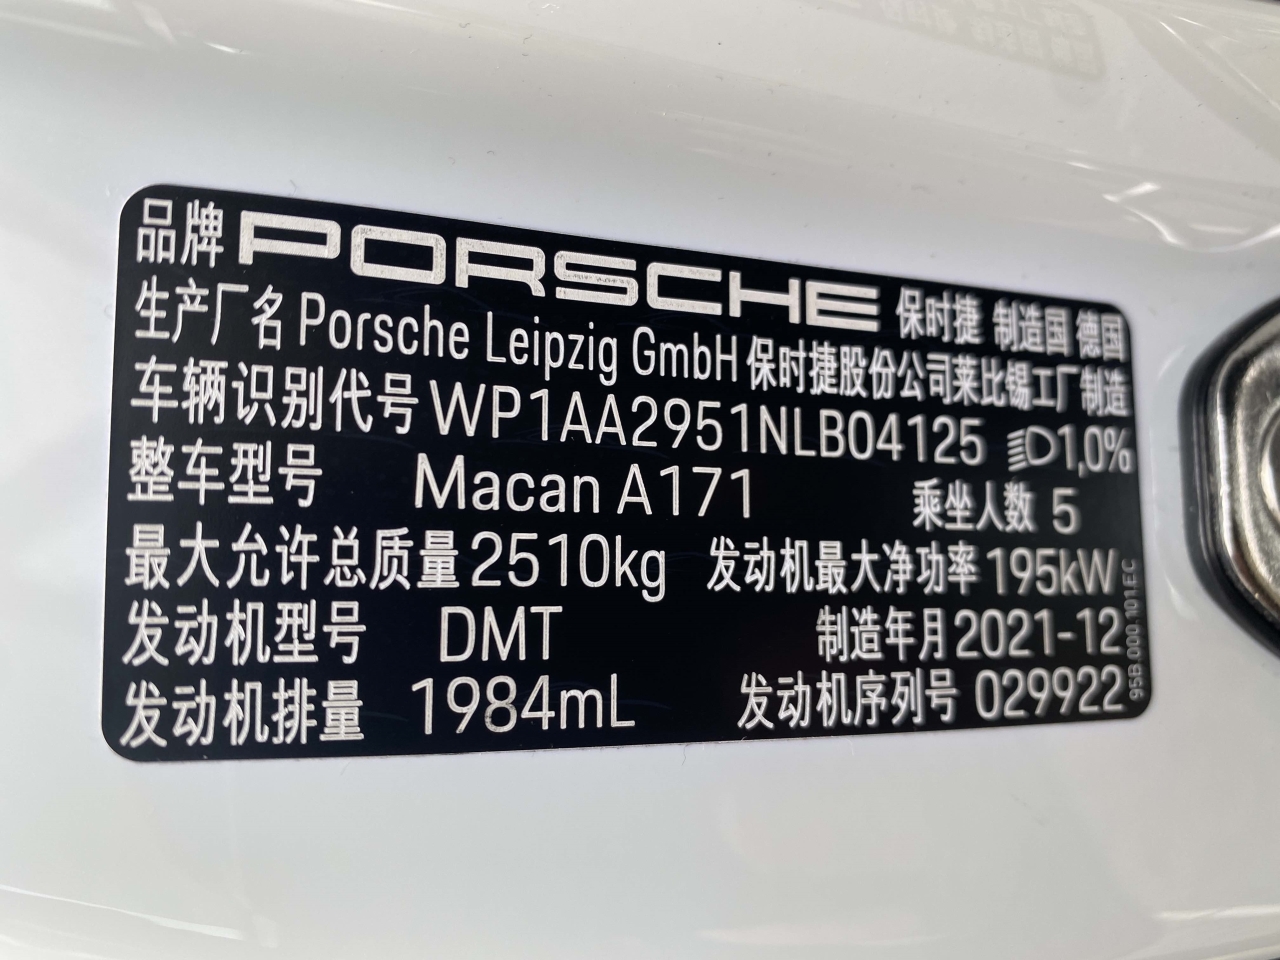 品牌 PORSCHE 保时捷 制造国 德国
生产厂名 Porsche Leipzig GmbH 保时捷股份公司莱比锡工厂制造
车辆识别代号 WP1AA2951NLB04125 1,0%
整车型号 Macan A171 乘坐人数 5
最大允许总质量 2510kg 发动机最大净功率 195kW
发动机型号 DMT 制造年月 2021-12
发动机排量 1984mL 发动机序列号 029922
95B.000.101.EC